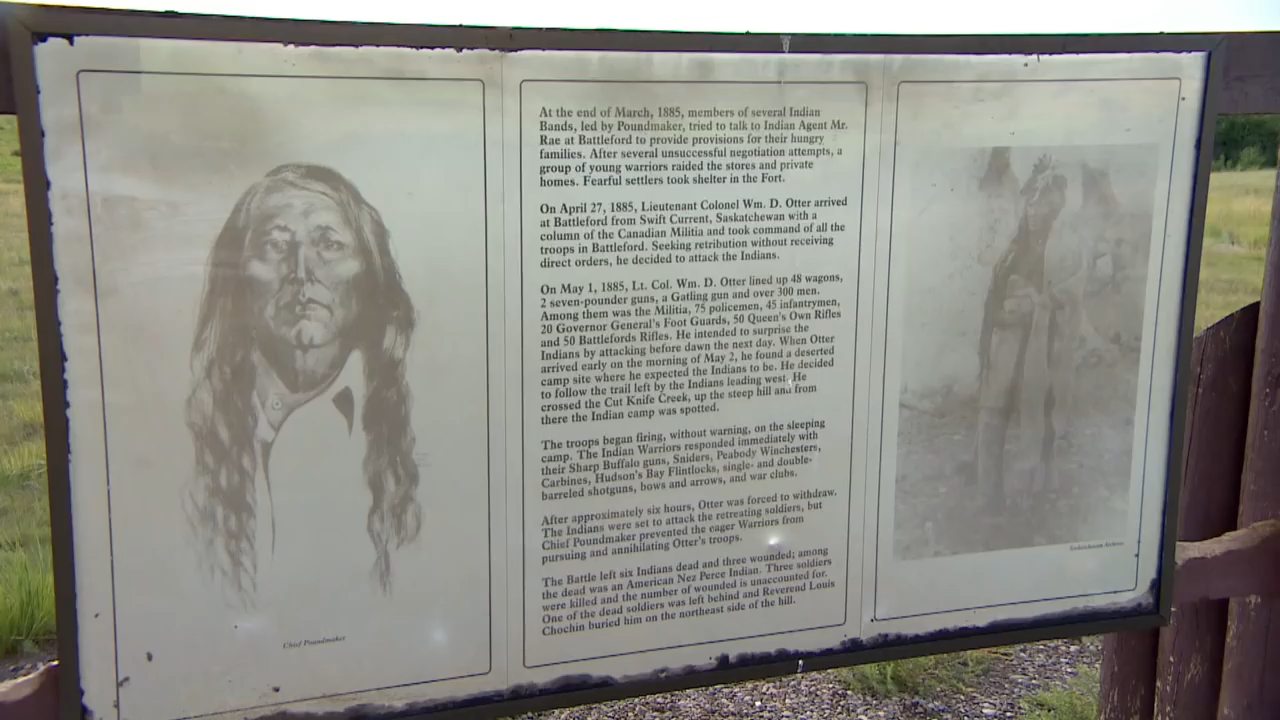 At the end of March, 1885, members of several Indian
Bands, led by Poundmaker, tried to talk to Indian Agent Mr.
Rae at Battleford to provide provisions for their hungry
families. After several unsuccessful negotiation attempts, a
group of young warriors raided the stores and private
homes. Fearful settlers took shelter in the Fort.
On April 27, 1885, Lieutenant Colonel Wm. D. Otter arrived
at Battleford from Swift Current, Saskatchewan with a
column of the Canadian Militia and took command of all the
troops in Battleford. Seeking retribution without receiving
direct orders, he decided to attack the Indians.
On May 1, 1885, Lt. Col. Wm. D. Otter lined up 48 wagons,
2 seven-pounder guns, a Gatling gun and over 300 men.
Among them was the Militia, 75 policemen, 45 infantrymen,
20 Governor General's Foot Guards, 50 Queen's Own Rifles
and 50 Battlefords Rifles. He intended to surprise the
Indians by attacking before dawn the next day. When Otter
arrived early on the morning of May 2, he found a deserted
camp site where he expected the Indians to be. He decided
to follow the trail left by the Indians leading west. He
crossed the Cut Knife Creek, up the steep hill and from
there the Indian camp was spotted.
The troops began firing, without warning, on the sleeping
camp. The Indian Warriors responded immediately with
their Sharp Buffalo guns, Sniders, Peabody Winchesters,
Carbines, Hudson's Bay Flintlocks, single- and double-
barreled shotguns, bows and arrows, and war clubs.
After approximately six hours, Otter was forced to withdraw.
The Indians were set to attack the retreating soldiers, but
Chief Poundmaker prevented the eager Warriors from
pursuing and annihilating Otter's troops.
The Battle left six Indians dead and three wounded; among
the dead was an American Nez Perce Indian. Three soldiers
were killed and the number of wounded is unaccounted for.
One of the dead soldiers was left behind and Reverend Louis
Chochin buried him on the northeast side of the hill.
Chief Poundmaker
Saskatchewan Archives